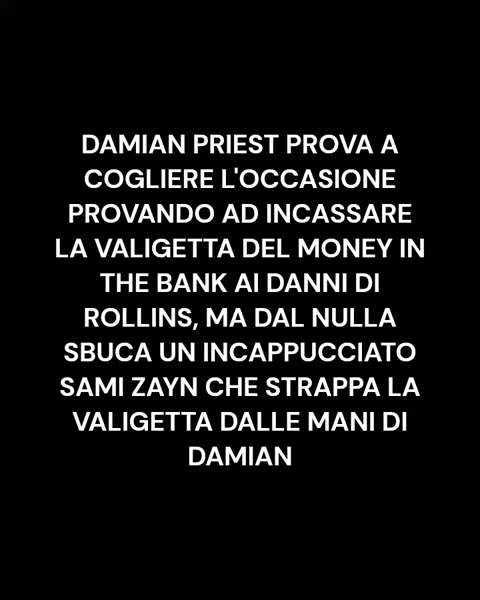 DAMIAN PRIEST PROVA A
COGLIERE L'OCCASIONE
PROVANDO AD INCASSARE
LA VALIGETTA DEL MONEY IN
THE BANK AI DANNI DI
ROLLINS, MA DAL NULLA
SBUCA UN INCAPPUCCIATO
SAMI ZAYN CHE STRAPPA LA
VALIGETTA DALLE MANI DI
DAMIAN